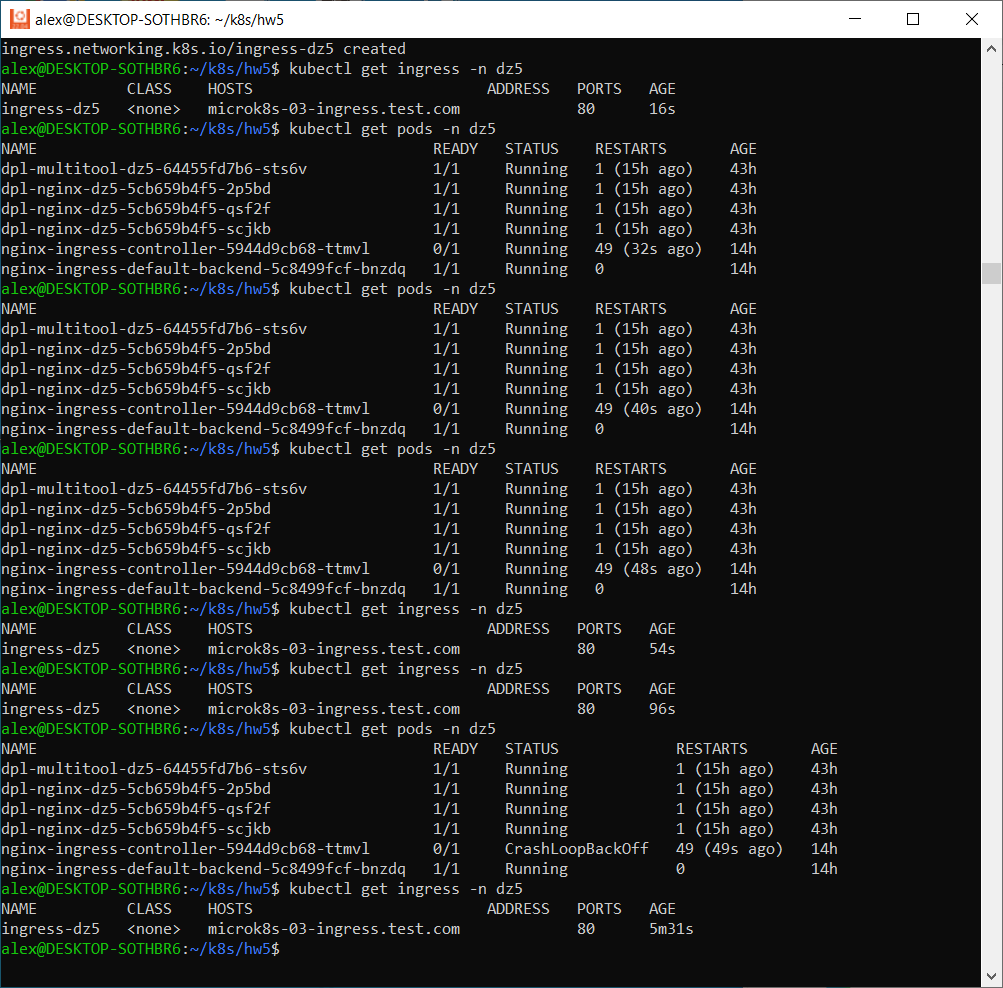 alex@DESKTOP-SOTHBR6: ~/k8s/hw5
ingress.networking.k8s.io/ingress-dz5 created
alex@DESKTOP-SOTHBR6:~/k8s/hw5$ kubectl get ingress -n dz5
NAME          CLASS    HOSTS                          ADDRESS   PORTS   AGE
ingress-dz5   <none>   microk8s-03-ingress.test.com             80      16s
alex@DESKTOP-SOTHBR6:~/k8s/hw5$ kubectl get pods -n dz5
NAME                                            READY   STATUS    RESTARTS       AGE
dpl-multitool-dz5-64455fd7b6-sts6v              1/1     Running   1 (15h ago)    43h
dpl-nginx-dz5-5cb659b4f5-2p5bd                  1/1     Running   1 (15h ago)    43h
dpl-nginx-dz5-5cb659b4f5-qsf2f                  1/1     Running   1 (15h ago)    43h
dpl-nginx-dz5-5cb659b4f5-scjkb                  1/1     Running   1 (15h ago)    43h
nginx-ingress-controller-5944d9cb68-ttmvl       0/1     Running   49 (32s ago)   14h
nginx-ingress-default-backend-5c8499fcf-bnzdq   1/1     Running   0              14h
alex@DESKTOP-SOTHBR6:~/k8s/hw5$ kubectl get pods -n dz5
NAME                                            READY   STATUS    RESTARTS       AGE
dpl-multitool-dz5-64455fd7b6-sts6v              1/1     Running   1 (15h ago)    43h
dpl-nginx-dz5-5cb659b4f5-2p5bd                  1/1     Running   1 (15h ago)    43h
dpl-nginx-dz5-5cb659b4f5-qsf2f                  1/1     Running   1 (15h ago)    43h
dpl-nginx-dz5-5cb659b4f5-scjkb                  1/1     Running   1 (15h ago)    43h
nginx-ingress-controller-5944d9cb68-ttmvl       0/1     Running   49 (40s ago)   14h
nginx-ingress-default-backend-5c8499fcf-bnzdq   1/1     Running   0              14h
alex@DESKTOP-SOTHBR6:~/k8s/hw5$ kubectl get pods -n dz5
NAME                                            READY   STATUS    RESTARTS       AGE
dpl-multitool-dz5-64455fd7b6-sts6v              1/1     Running   1 (15h ago)    43h
dpl-nginx-dz5-5cb659b4f5-2p5bd                  1/1     Running   1 (15h ago)    43h
dpl-nginx-dz5-5cb659b4f5-qsf2f                  1/1     Running   1 (15h ago)    43h
dpl-nginx-dz5-5cb659b4f5-scjkb                  1/1     Running   1 (15h ago)    43h
nginx-ingress-controller-5944d9cb68-ttmvl       0/1     Running   49 (48s ago)   14h
nginx-ingress-default-backend-5c8499fcf-bnzdq   1/1     Running   0              14h
alex@DESKTOP-SOTHBR6:~/k8s/hw5$ kubectl get ingress -n dz5
NAME          CLASS    HOSTS                          ADDRESS   PORTS   AGE
ingress-dz5   <none>   microk8s-03-ingress.test.com             80      54s
alex@DESKTOP-SOTHBR6:~/k8s/hw5$ kubectl get ingress -n dz5
NAME          CLASS    HOSTS                          ADDRESS   PORTS   AGE
ingress-dz5   <none>   microk8s-03-ingress.test.com             80      96s
alex@DESKTOP-SOTHBR6:~/k8s/hw5$ kubectl get pods -n dz5
NAME                                            READY   STATUS             RESTARTS       AGE
dpl-multitool-dz5-64455fd7b6-sts6v              1/1     Running            1 (15h ago)    43h
dpl-nginx-dz5-5cb659b4f5-2p5bd                  1/1     Running            1 (15h ago)    43h
dpl-nginx-dz5-5cb659b4f5-qsf2f                  1/1     Running            1 (15h ago)    43h
dpl-nginx-dz5-5cb659b4f5-scjkb                  1/1     Running            1 (15h ago)    43h
nginx-ingress-controller-5944d9cb68-ttmvl       0/1     CrashLoopBackOff   49 (49s ago)   14h
nginx-ingress-default-backend-5c8499fcf-bnzdq   1/1     Running            0              14h
alex@DESKTOP-SOTHBR6:~/k8s/hw5$ kubectl get ingress -n dz5
NAME          CLASS    HOSTS                          ADDRESS   PORTS   AGE
ingress-dz5   <none>   microk8s-03-ingress.test.com             80      5m31s
alex@DESKTOP-SOTHBR6:~/k8s/hw5$